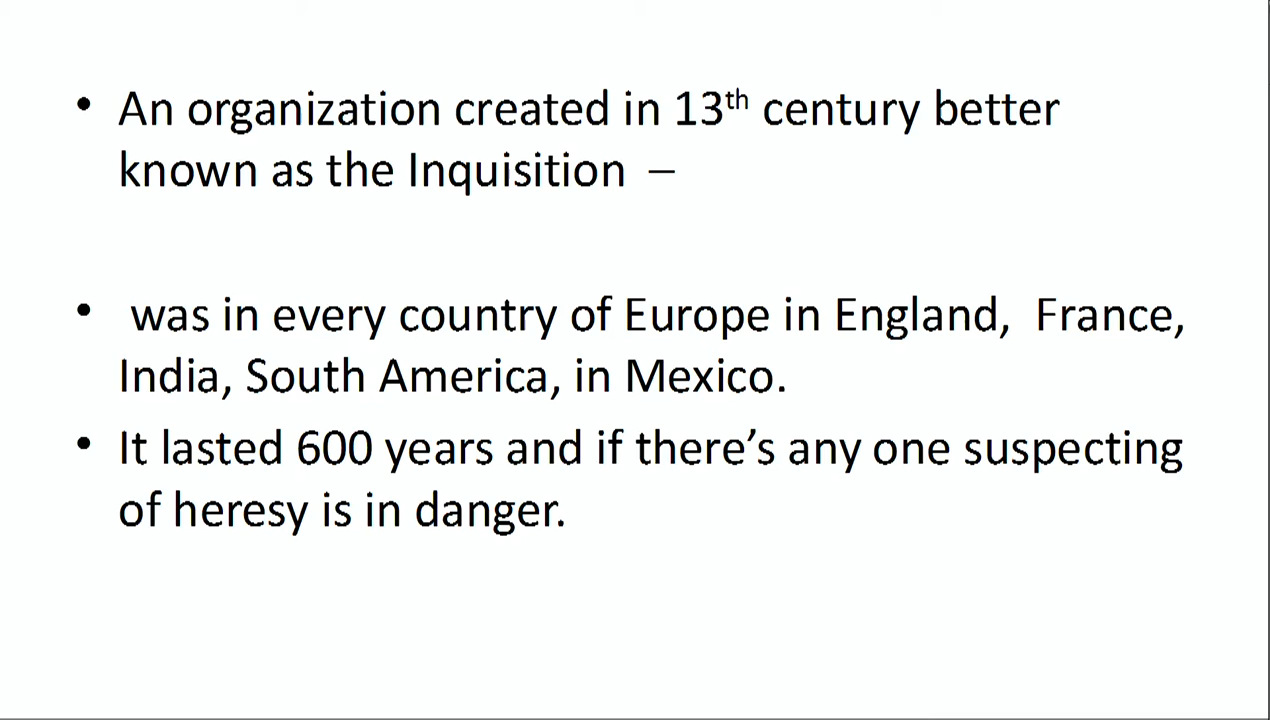 • An organization created in 13th century better
known as the Inquisition –
• was in every country of Europe in England, France,
India, South America, in Mexico.
• It lasted 600 years and if there’s any one suspecting
of heresy is in danger.